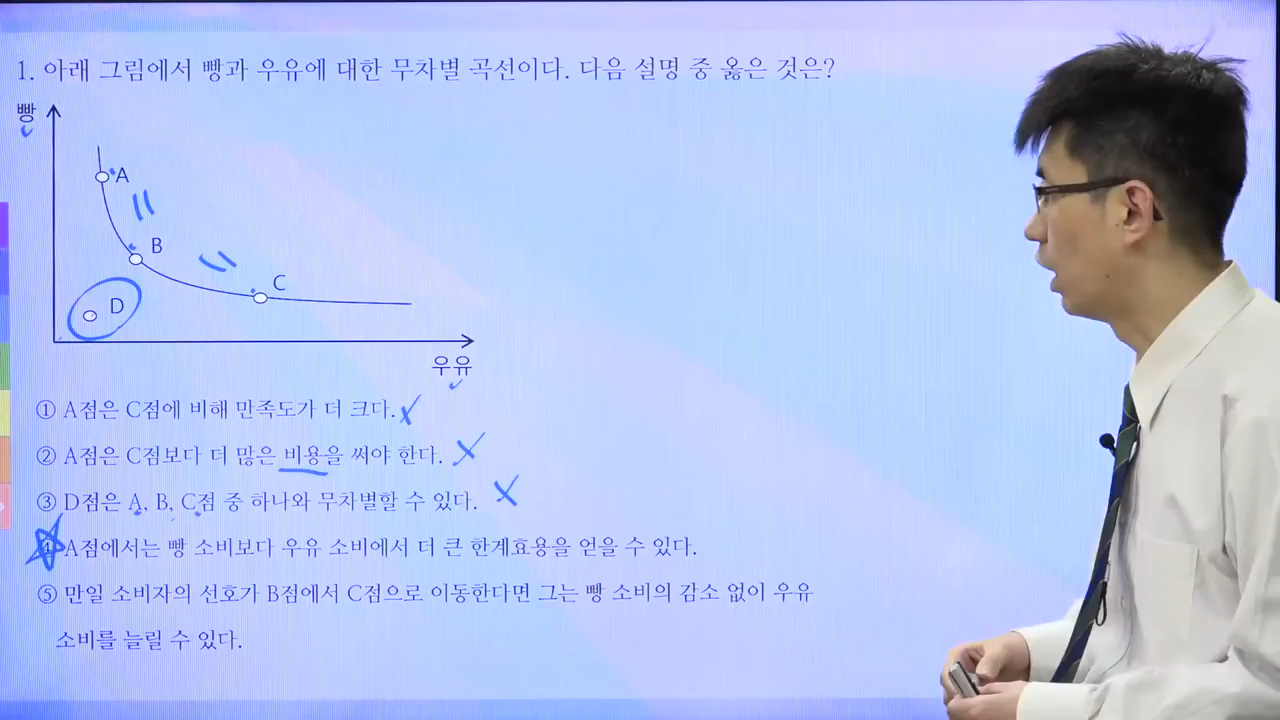 1. 아래 그림에서 빵과 우유에 대한 무차별 곡선이다. 다음 설명 중 옳은 것은?
빵
A
B
C
D
우유
① A점은 C점에 비해 만족도가 더 크다.
② A점은 C점보다 더 많은 비용을 써야 한다.
③ D점은 A, B, C점 중 하나와 무차별할 수 있다.
④ A점에서는 빵 소비보다 우유 소비에서 더 큰 한계효용을 얻을 수 있다.
⑤ 만일 소비자의 선호가 B점에서 C점으로 이동한다면 그는 빵 소비의 감소 없이 우유
소비를 늘릴 수 있다.